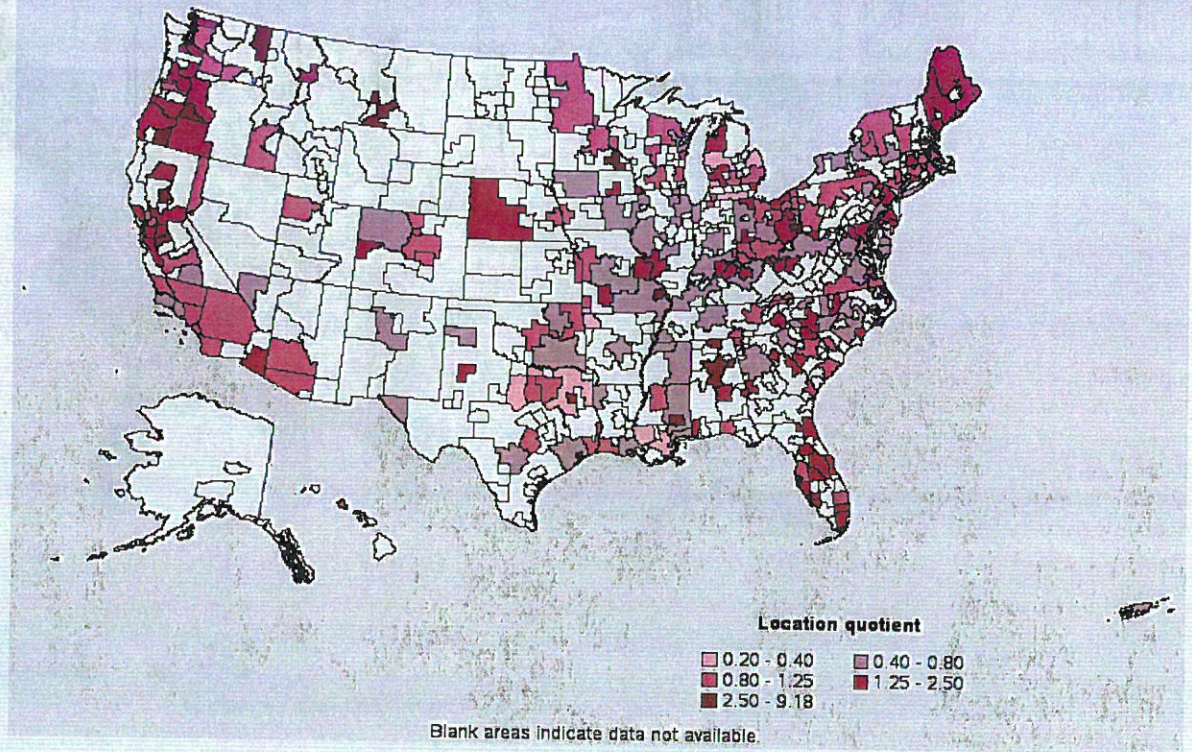 Location quotient
0.20 - 0.40 0.40 - 0.80
0.80 - 1.25 1.25 - 2.50
2.50 - 9.18
Blank areas indicate data not available.